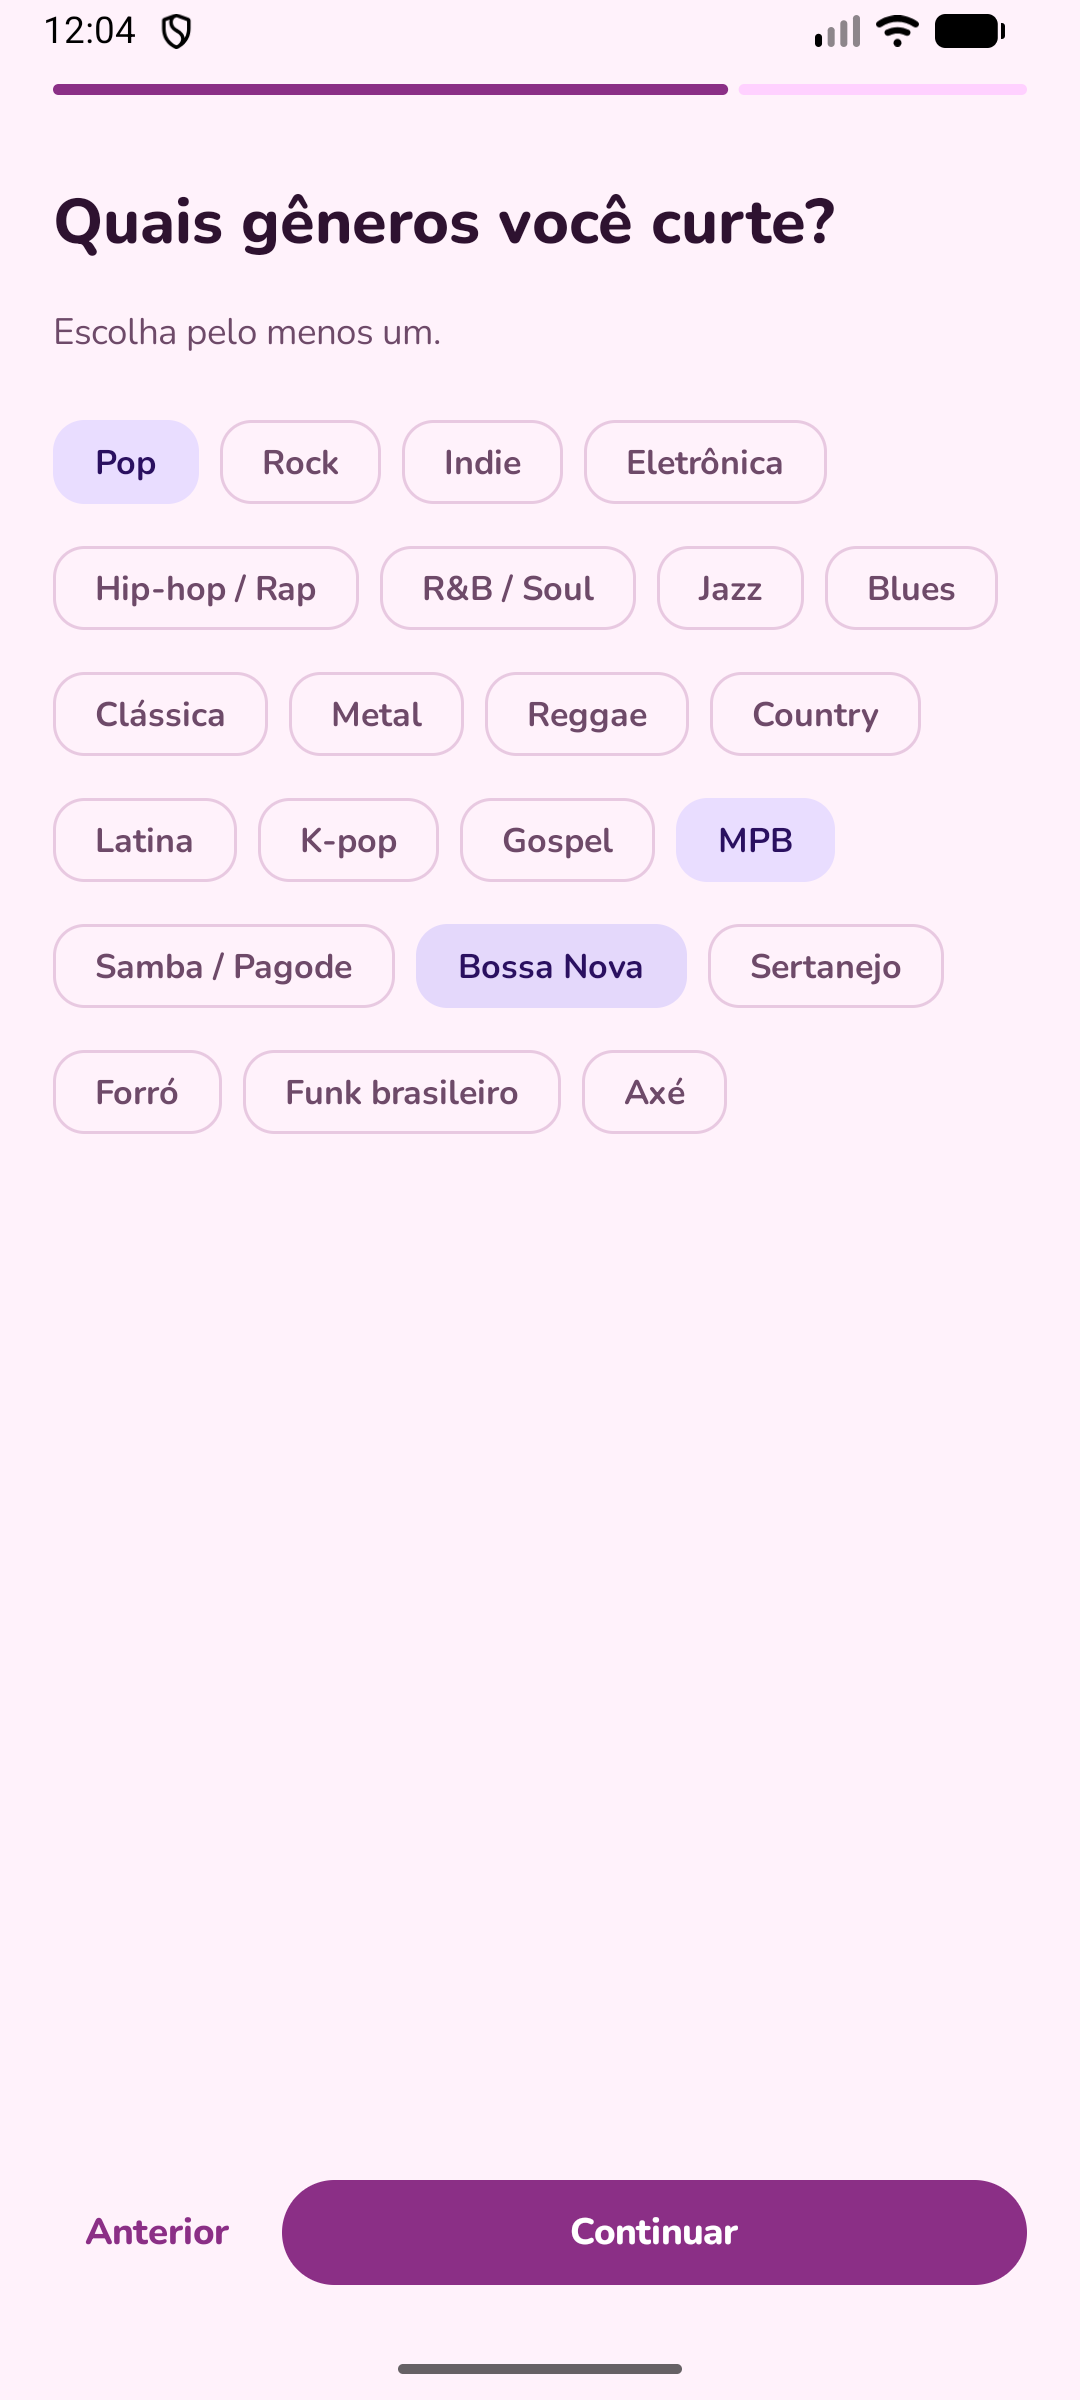 12:04
Quais gêneros você curte?
Escolha pelo menos um.
Pop Rock Indie Eletrônica
Hip-hop / Rap R&B / Soul Jazz Blues
Clássica Metal Reggae Country
Latina K-pop Gospel MPB
Samba / Pagode Bossa Nova Sertanejo
Forró Funk brasileiro Axé
Anterior Continuar